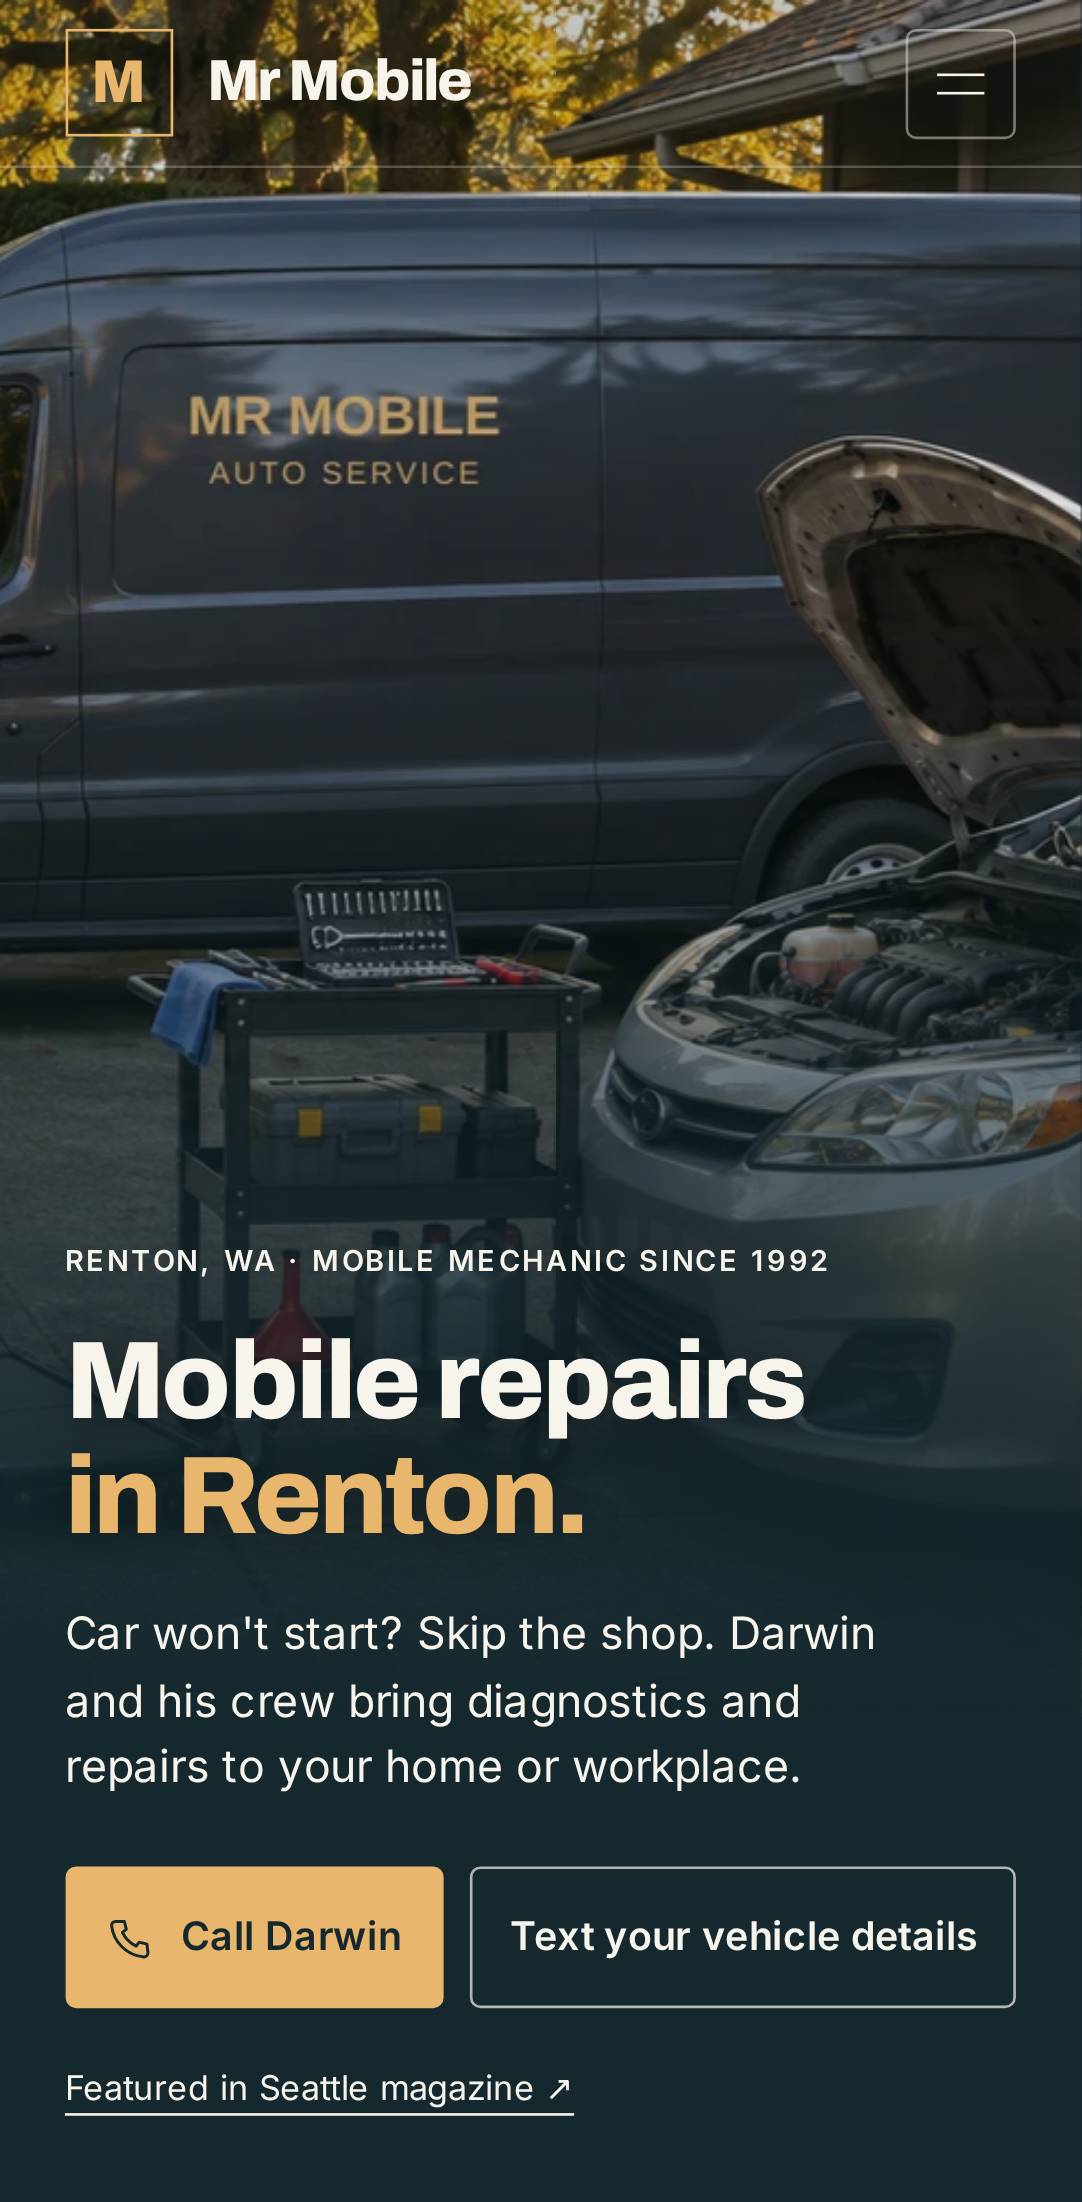 M
Mr Mobile
MR MOBILE
AUTO SERVICE
RENTON, WA · MOBILE MECHANIC SINCE 1992
Mobile repairs
in Renton.
Car won't start? Skip the shop. Darwin
and his crew bring diagnostics and
repairs to your home or workplace.
Call Darwin
Text your vehicle details
Featured in Seattle magazine ↗